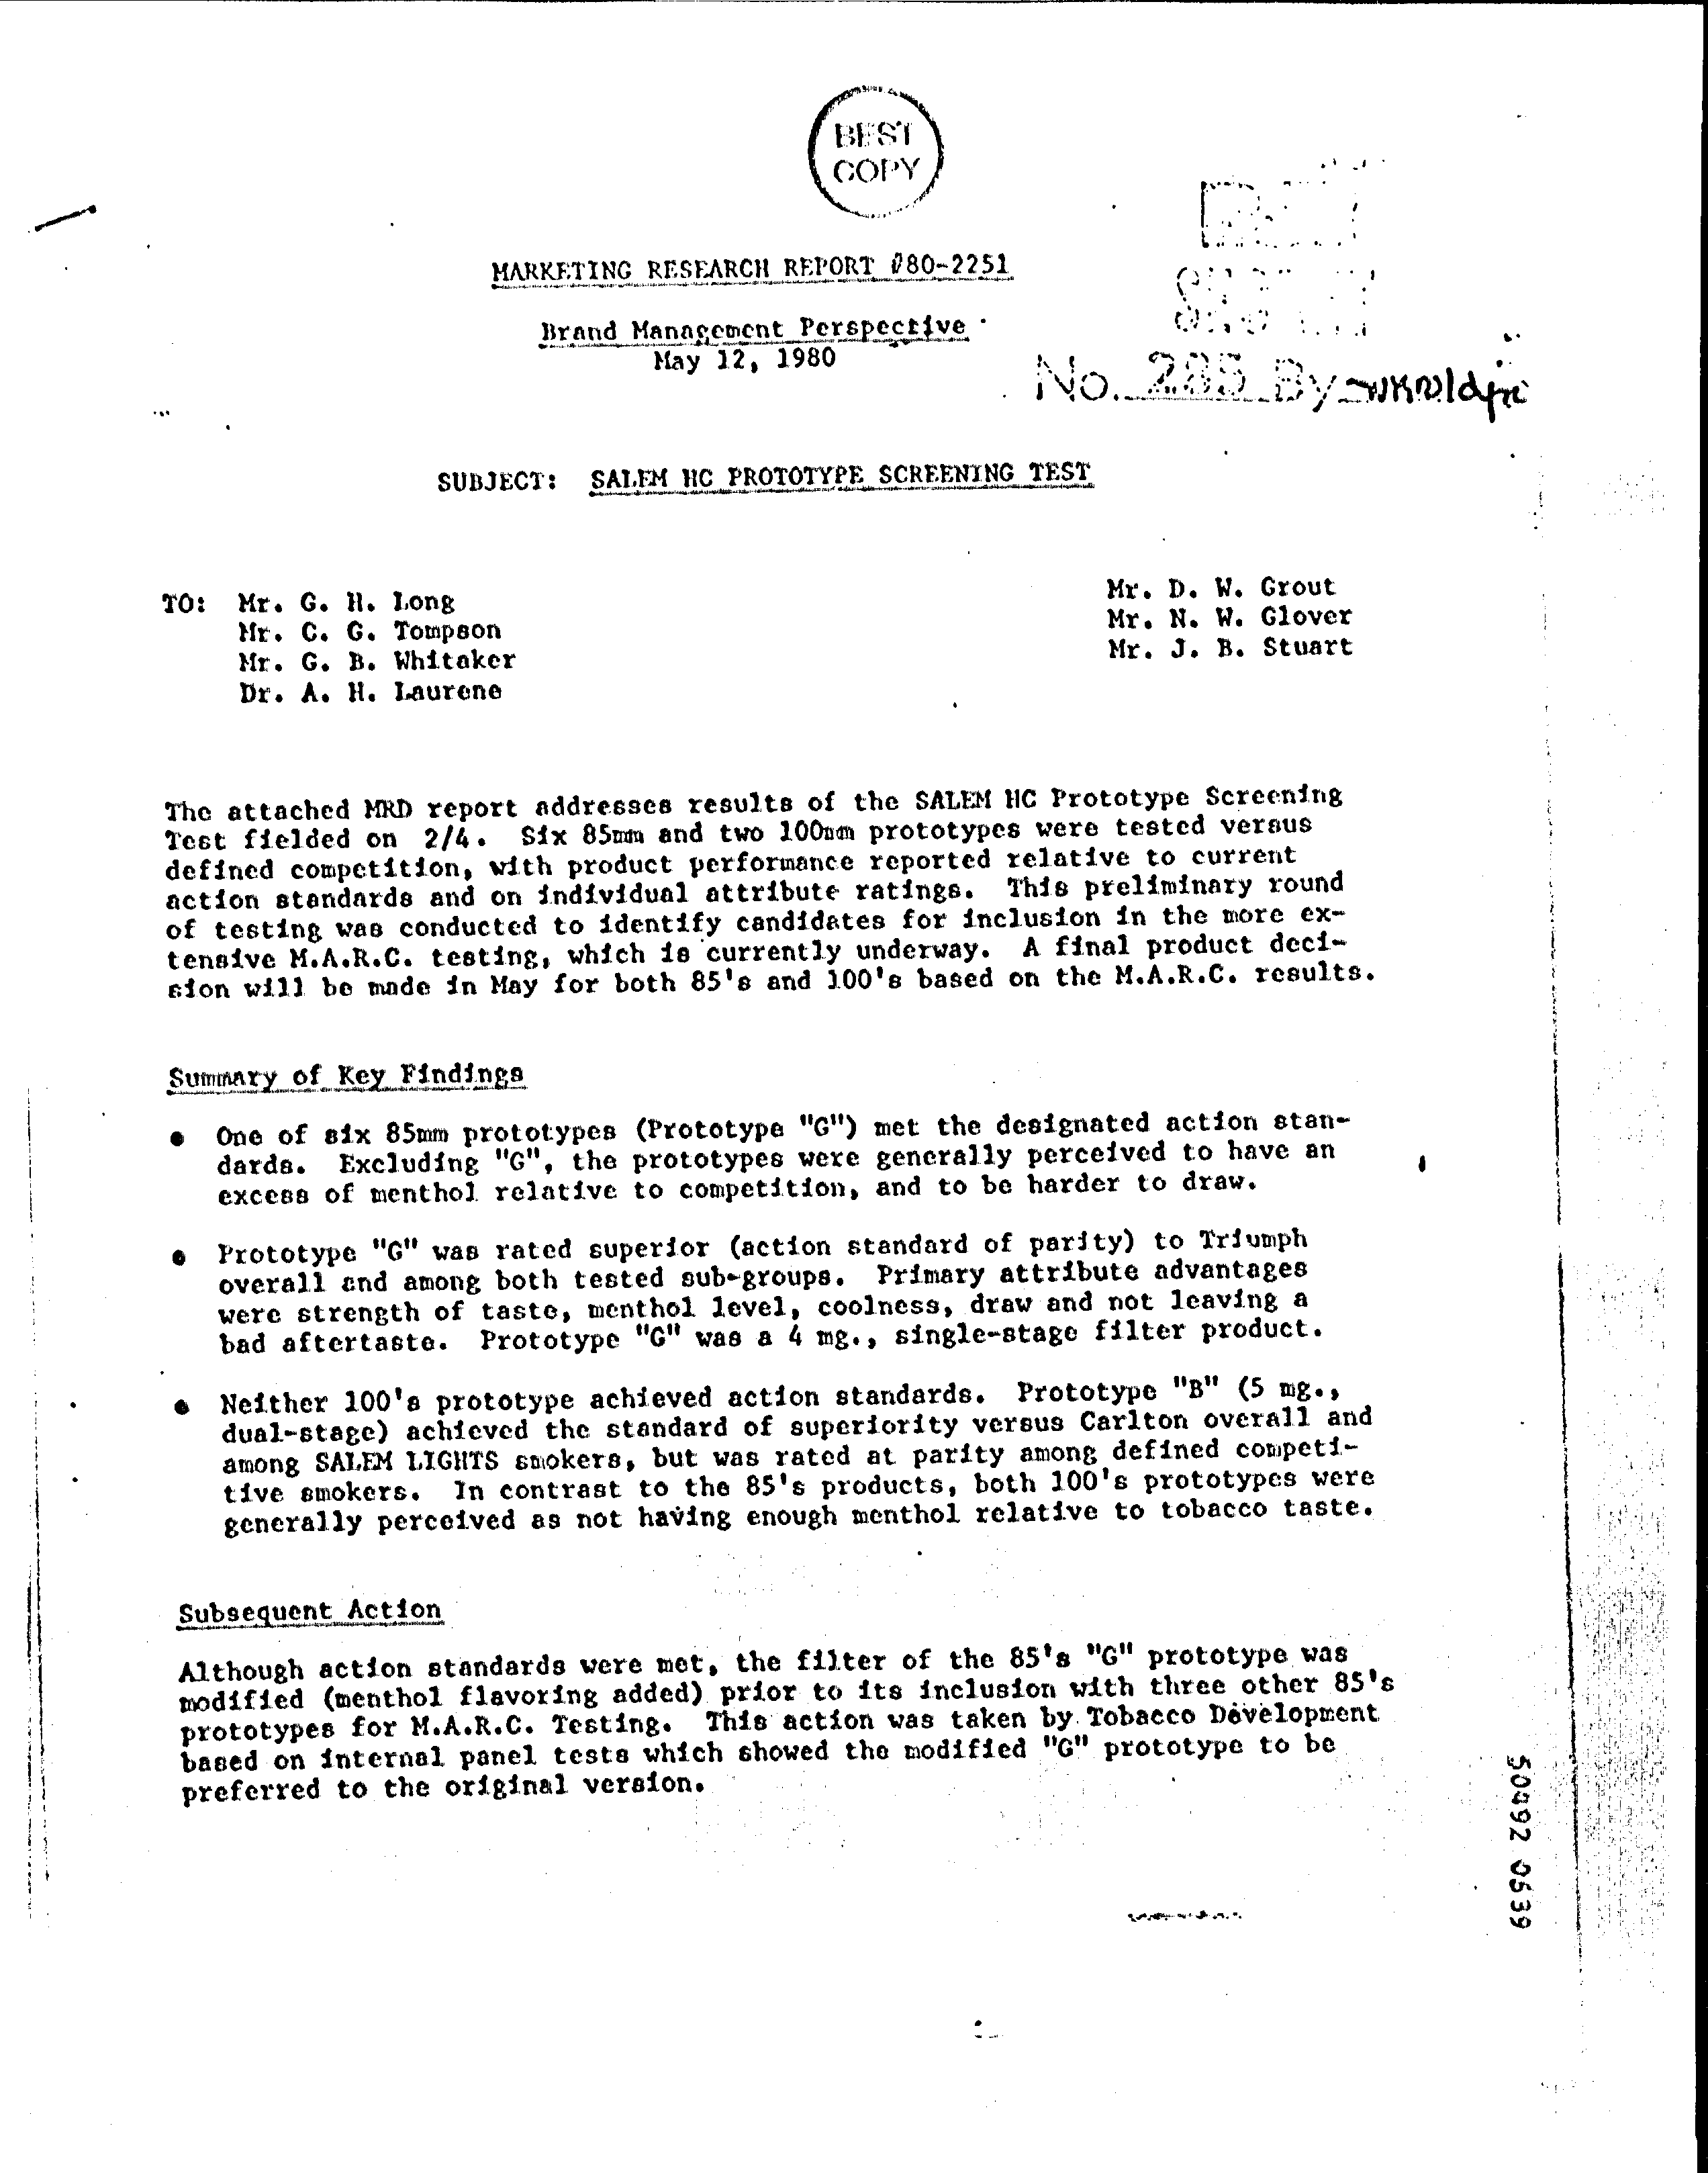 BEST
COPY
MARKETING RESEARCH REPORT #80-2251
Brand Management Perspective
May 12, 1980
No. 285 By
SUBJECT: SALEM HC PROTOTYPE SCREENING TEST
TO: Mr. G. H. Long
Mr. C. G. Tompson
Mr. G. B. Whitaker
Dr. A. H. Laurene
Mr. D. W. Grout
Mr. N. W. Glover
Mr. J. B. Stuart
The attached MRD report addresses results of the SALEM HC Prototype Screening
Test fielded on 2/4. Six 85mm and two 100mm prototypes were tested versus
defined competition, with product performance reported relative to current
action standards and on individual attribute ratings. This preliminary round
of testing was conducted to identify candidates for inclusion in the more ex-
tensive M.A.R.C. testing, which is currently underway. A final product deci-
sion will be made in May for both 85's and 100's based on the M.A.R.C. results.
Summary of Key Findings
• One of six 85mm prototypes (Prototype "G") met the designated action stan-
dards. Excluding "G", the prototypes were generally perceived to have an
excess of menthol relative to competition, and to be harder to draw.
• Prototype "G" was rated superior (action standard of parity) to Triumph
overall and among both tested sub-groups. Primary attribute advantages
were strength of taste, menthol level, coolness, draw and not leaving a
bad aftertaste. Prototype "G" was a 4 mg., single-stage filter product.
• Neither 100's prototype achieved action standards. Prototype "B" (5 mg.,
dual-stage) achieved the standard of superiority versus Carlton overall and
among SALEM LIGHTS smokers, but was rated at parity among defined competi-
tive smokers. In contrast to the 85's products, both 100's prototypes were
generally perceived as not having enough menthol relative to tobacco taste.
Subsequent Action
Although action standards were met, the filter of the 85's "G" prototype was
modified (menthol flavoring added) prior to its inclusion with three other 85's
prototypes for M.A.R.C. Testing. This action was taken by Tobacco Development
based on internal panel tests which showed the modified "G" prototype to be
preferred to the original version.
50492 0539